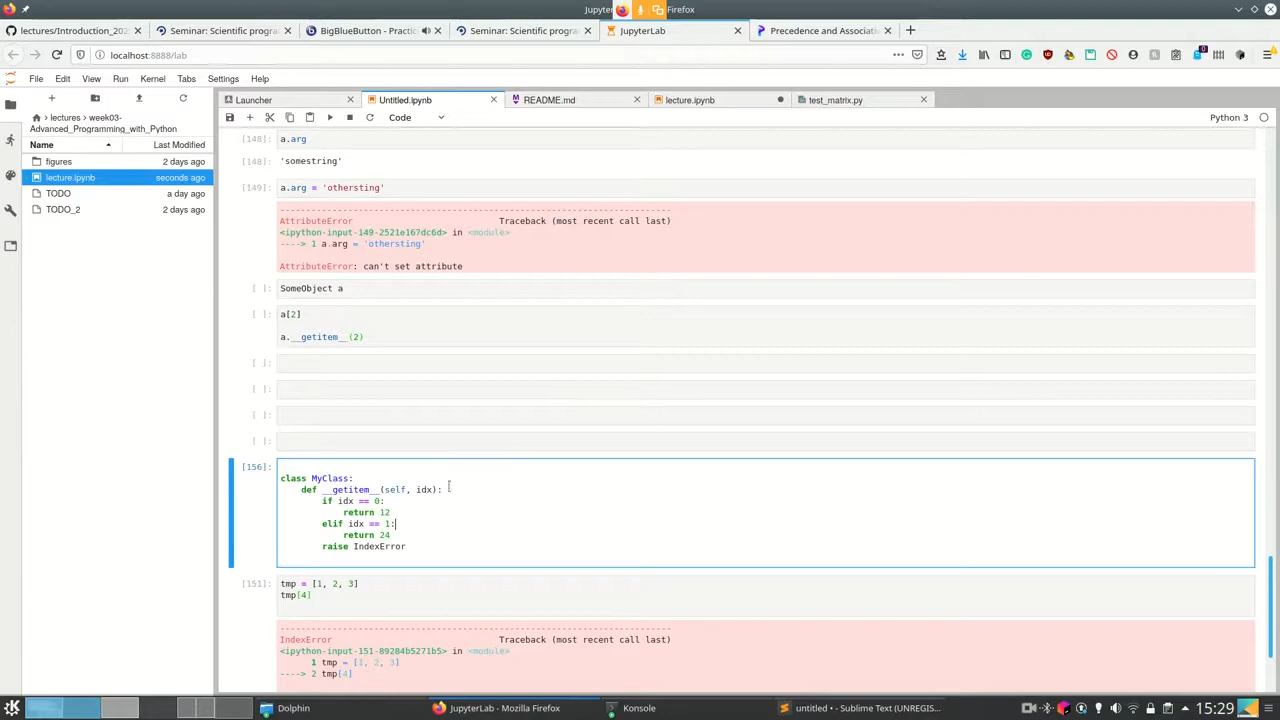 JupyterLab Firefox
lectures/Introduction_202
Seminar: Scientific progra
BigBlueButton - Practic
Seminar: Scientific progra
JupyterLab
Precedence and Associati
localhost:8888/lab
File Edit View Run Kernel Tabs Settings Help
Launcher
Untitled.ipynb
README.md
lecture.ipynb
test_matrix.py
Code
Python 3
lectures > week03-
Advanced_Programming_with_Python
Name Last Modified
figures 2 days ago
lecture.ipynb seconds ago
TODO a day ago
TODO_2 2 days ago
[148]: a.arg
[148]: 'somestring'
[149]: a.arg = 'othersting'
---------------------------------------------------------------------------
AttributeError Traceback (most recent call last)
<ipython-input-149-2521e167dc6d> in <module>
----> 1 a.arg = 'othersting'
AttributeError: can't set attribute
[ ]: SomeObject a
[ ]: a[2]
a.__getitem__(2)
[ ]:
[ ]:
[ ]:
[ ]:
[156]:
class MyClass:
def __getitem__(self, idx):
if idx == 0:
return 12
elif idx == 1:
return 24
raise IndexError
[151]: tmp = [1, 2, 3]
tmp[4]
---------------------------------------------------------------------------
IndexError Traceback (most recent call last)
<ipython-input-151-89284b5271b5> in <module>
1 tmp = [1, 2, 3]
----> 2 tmp[4]
Dolphin
JupyterLab - Mozilla Firefox
Konsole
untitled • - Sublime Text (UNREGIS...
15:29